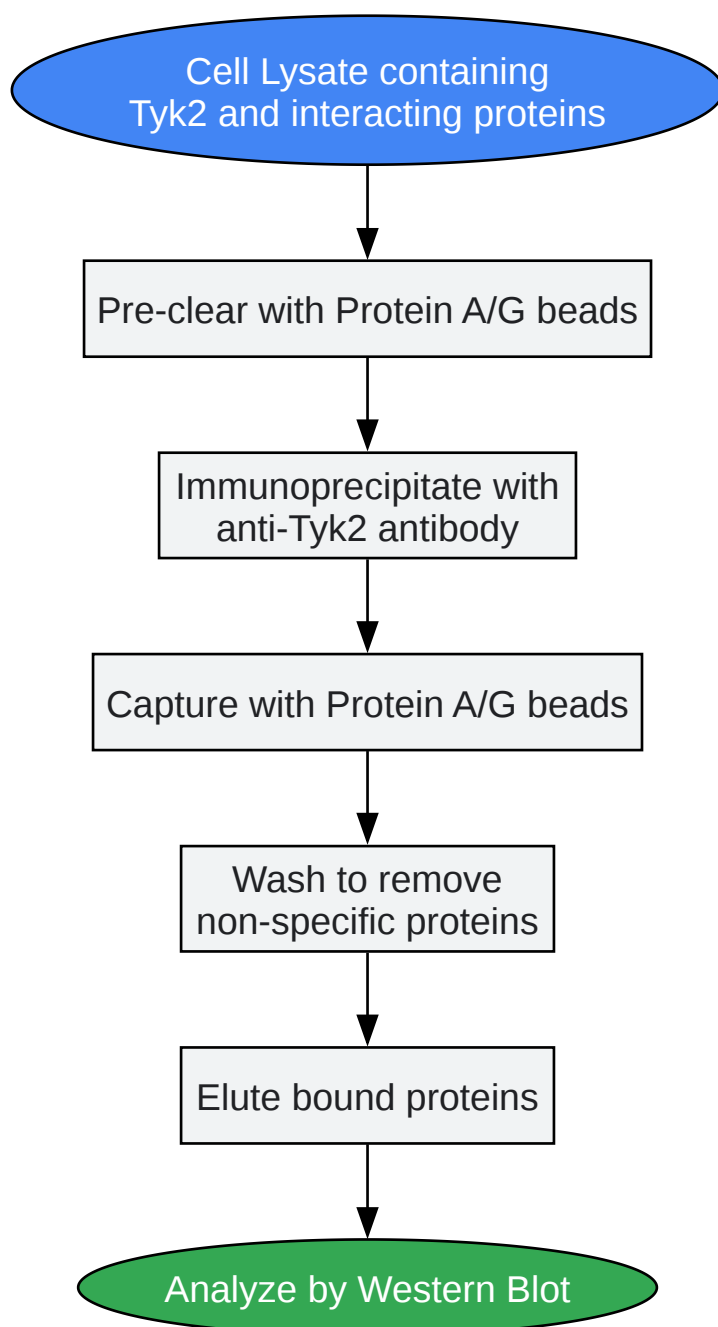 Cell Lysate containing
Tyk2 and interacting proteins
Pre-clear with Protein A/G beads
Immunoprecipitate with
anti-Tyk2 antibody
Capture with Protein A/G beads
Wash to remove
non-specific proteins
Elute bound proteins
Analyze by Western Blot